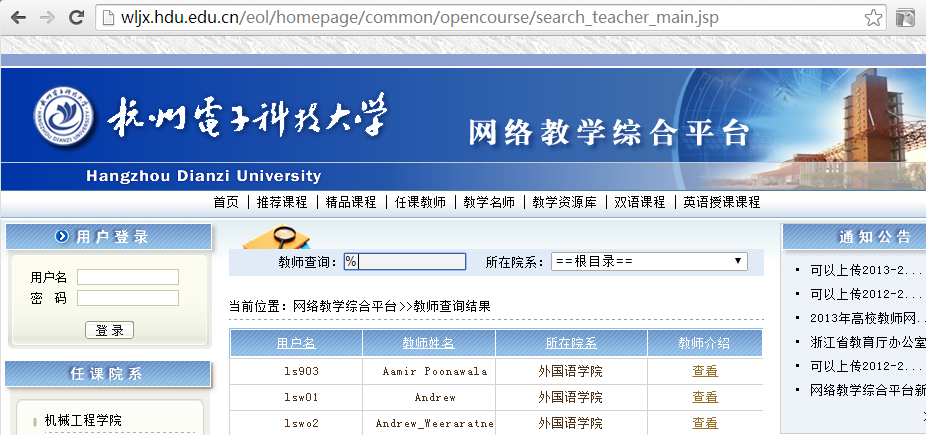 wljx.hdu.edu.cn/eol/homepage/common/opencourse/search_teacher_main.jsp
杭州電子科技大学
HANGZHOU DIANZI UNIVERSITY
网络教学综合平台
Hangzhou Dianzi University
首页 | 推荐课程 | 精品课程 | 任课教师 | 教学名师 | 教学资源库 | 双语课程 | 英语授课课程
用户登录
用户名
密 码
登录
任课院系
机械工程学院
教师查询： % 所在院系： ==根目录==
当前位置：网络教学综合平台>>教师查询结果
用户名 教师姓名 所在院系 教师介绍
ls903 Aamir Poonawala 外国语学院 查看
lsw01 Andrew 外国语学院 查看
lswo2 Andrew_Weeraratne 外国语学院 查看
通知公告
可以上传2013-2...
可以上传2012-2...
2013年高校教师网..
浙江省教育厅办公室
可以上传2012-2...
网络教学综合平台新